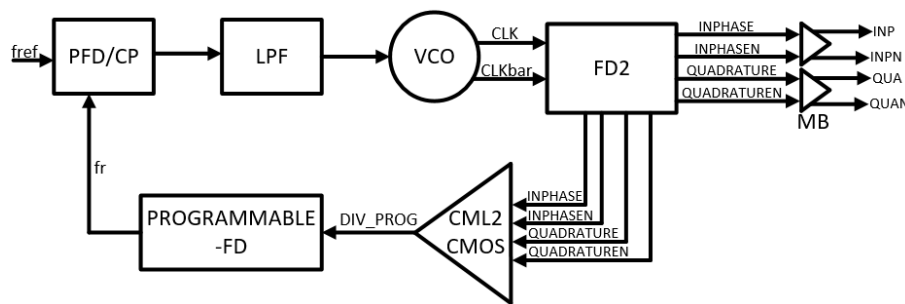 INPHASE
INP
fref
PFD/CP
LPF
VCO
CLK
CLKbar
FD2
INPHASEN
INPN
QUADRATURE
QUA
QUADRATUREN
QUAN
MB
fr
PROGRAMMABLE
-FD
DIV_PROG
CML2
CMOS
INPHASE
INPHASEN
QUADRATURE
QUADRATUREN